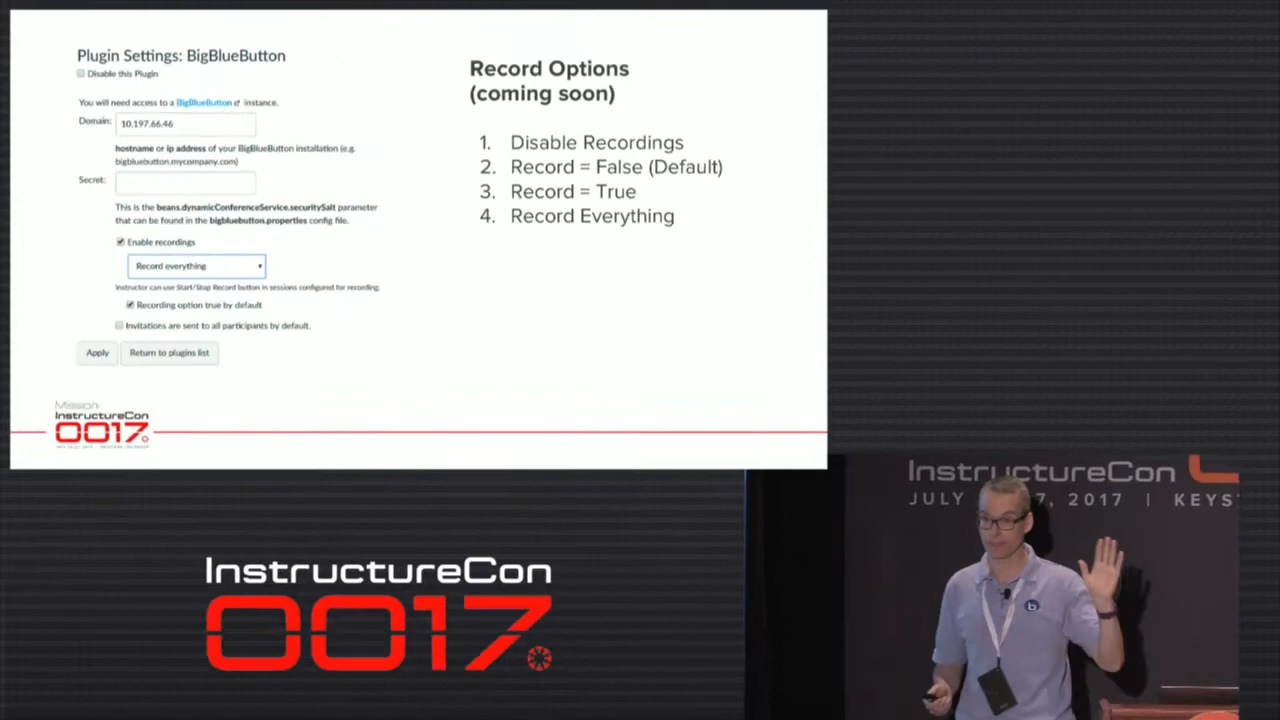 Plugin Settings: BigBlueButton
Disable this Plugin
You will need access to a BigBlueButton instance.
Domain: 10.197.66.46
hostname or ip address of your BigBlueButton installation (e.g.
bigbluebutton.mycompany.com)
Secret:
This is the beans.dynamicConferenceService.securitySalt parameter
that can be found in the bigbluebutton.properties config file.
Enable recordings
Record everything
Instructor can use Start/Stop Record button in sessions configured for recording.
Recording option true by default
Invitations are sent to all participants by default.
Apply
Return to plugins list
Record Options
(coming soon)
1. Disable Recordings
2. Record = False (Default)
3. Record = True
4. Record Everything
Mission:
InstructureCon
0017
InstructureCon
0017
InstructureCon
JULY 7, 2017 | KEYS
b